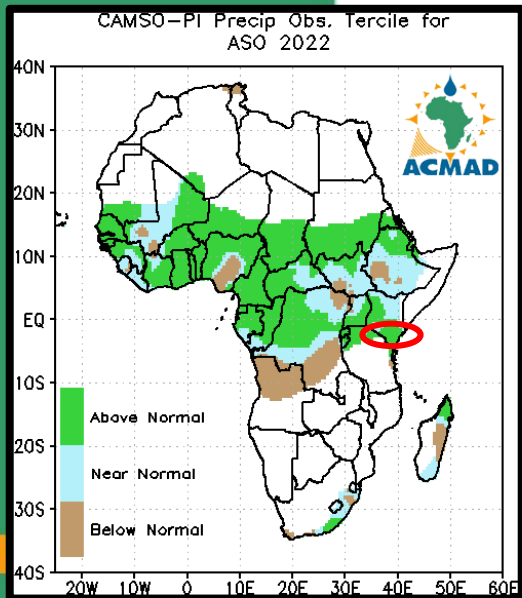 CAMSO-PI Precip Obs. Tercile for
ASO 2022
40N
30N
20N
10N
EQ
10S
20S
30S
40S
ACMAD
Above Normal
Near Normal
Below Normal
20W 10W 0 10E 20E 30E 40E 50E 60E